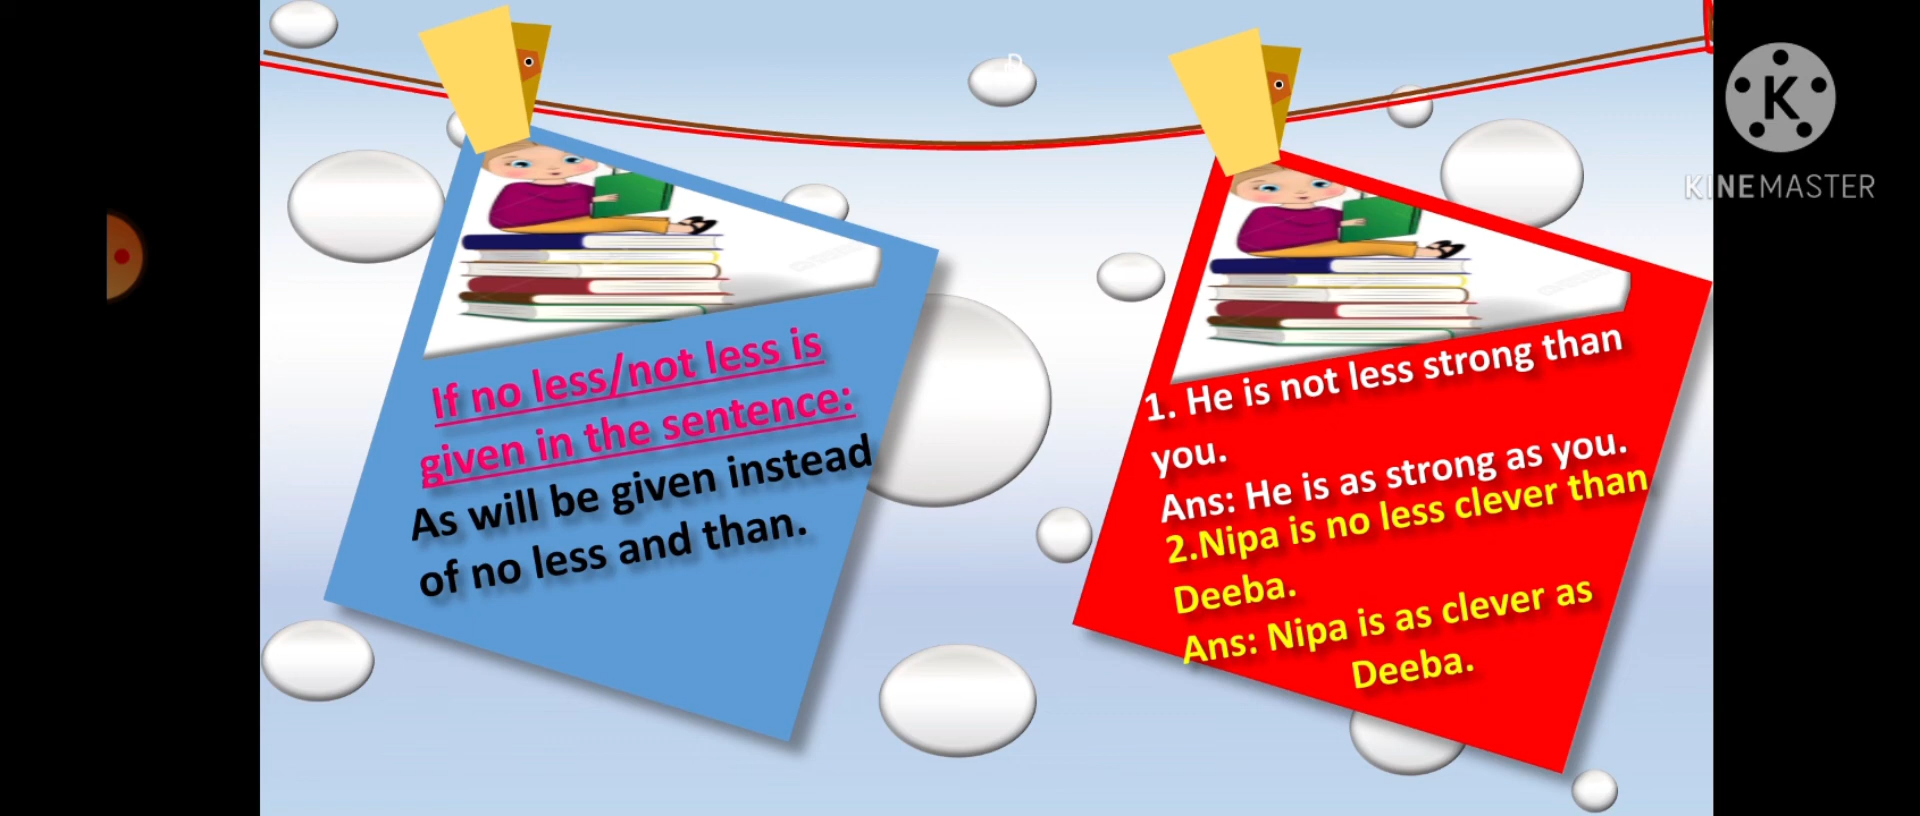 KINEMASTER
If no less/not less is
given in the sentence:
As will be given instead
of no less and than.
1. He is not less strong than
you.
Ans: He is as strong as you.
2.Nipa is no less clever than
Deeba.
Ans: Nipa is as clever as
Deeba.